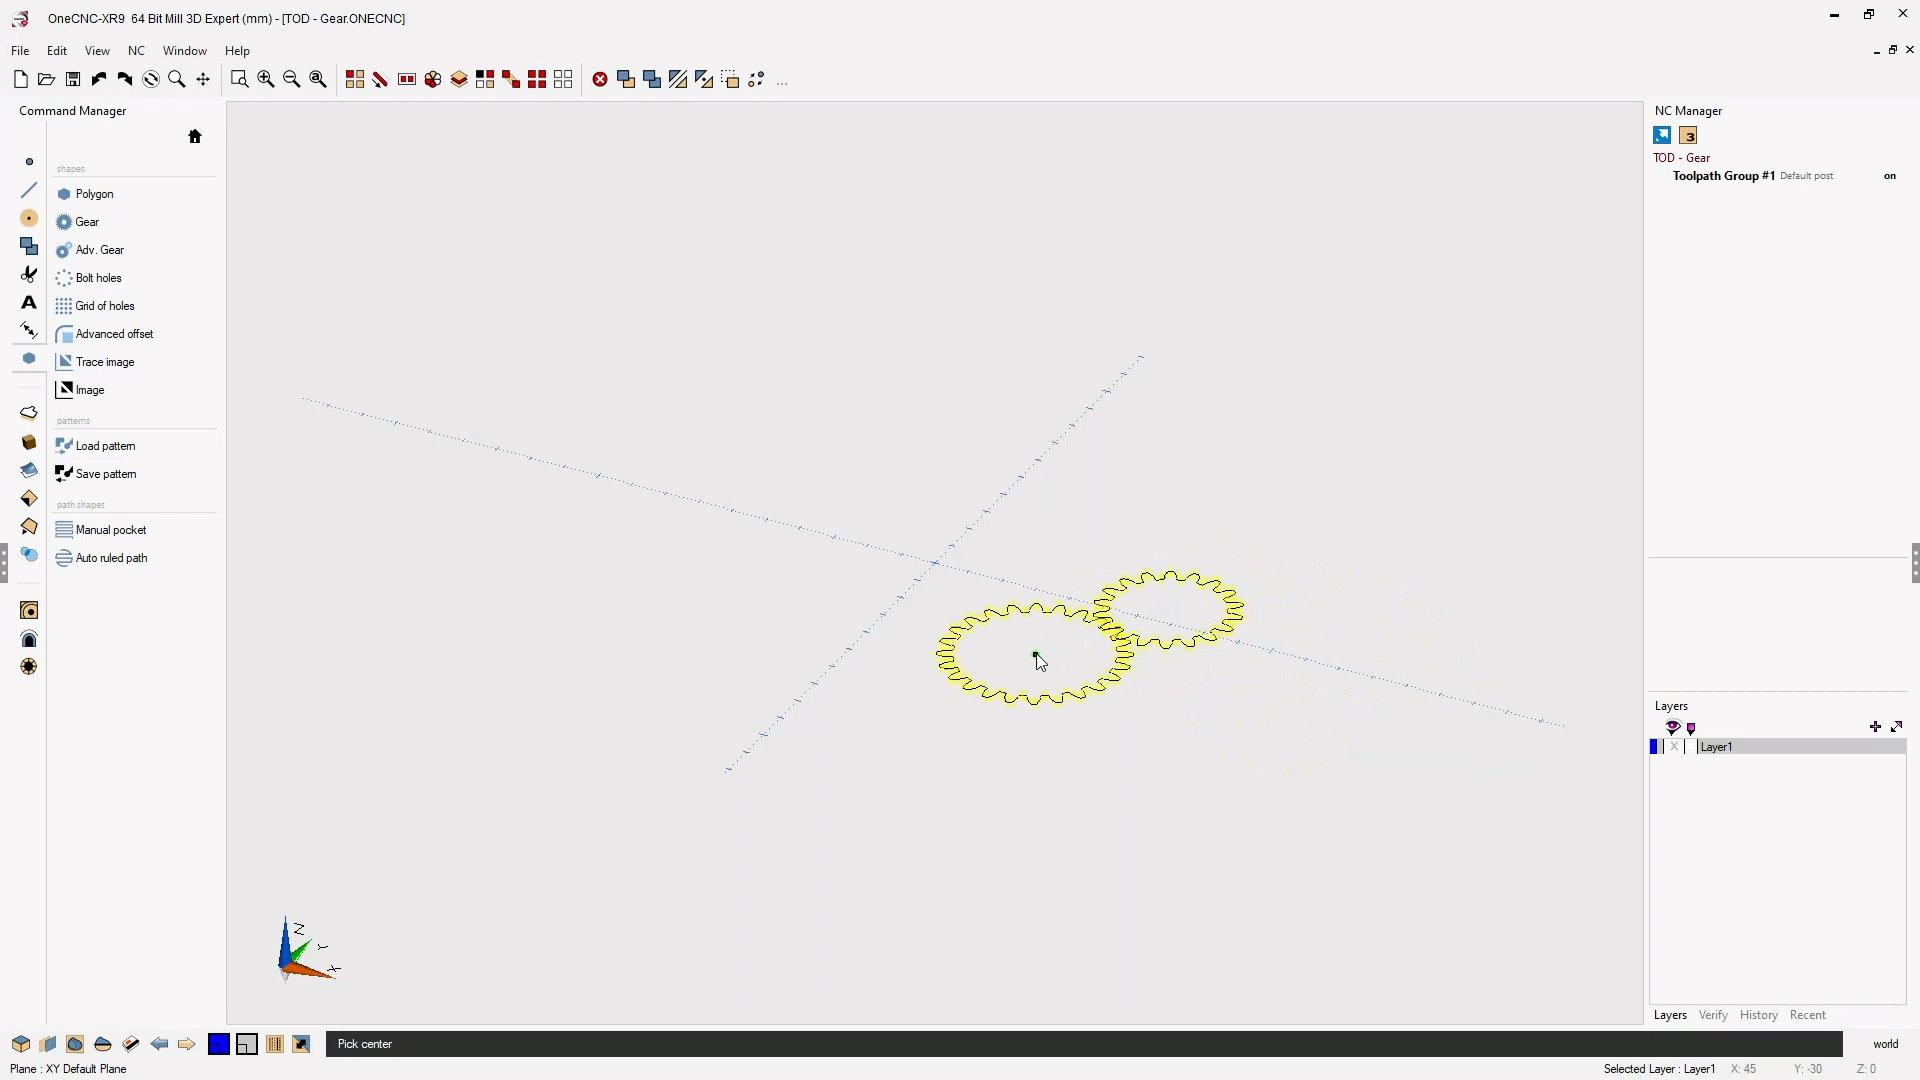 OneCNC-XR9 64 Bit Mill 3D Expert (mm) - [TOD - Gear.ONECNC]
File Edit View NC Window Help
...
Command Manager
shapes
Polygon
Gear
Adv. Gear
Bolt holes
Grid of holes
Advanced offset
Trace image
Image
patterns
Load pattern
Save pattern
path shapes
Manual pocket
Auto ruled path
A
Z
Y
X
NC Manager
3
TOD - Gear
Toolpath Group #1 Default post on
Layers
X Layer1
Layers Verify History Recent
Pick center
world
Plane : XY Default Plane
Selected Layer : Layer1 X: 45 Y: -30 Z: 0